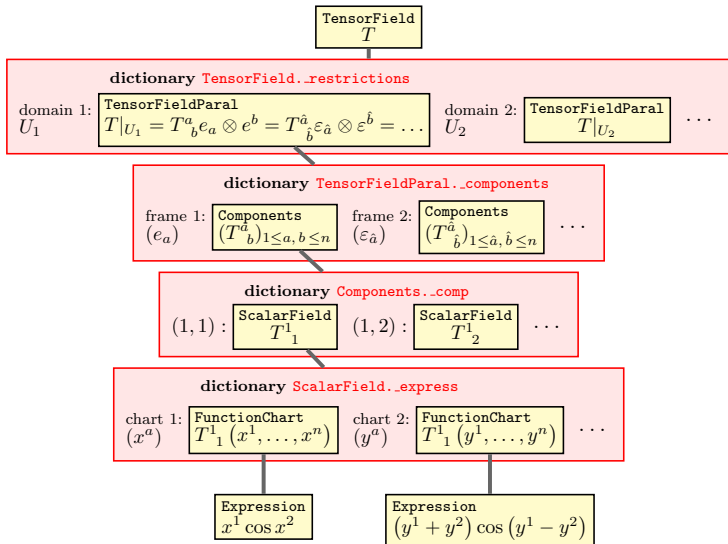 TensorField
T
dictionary TensorField._restrictions
domain 1:
U₁
TensorFieldParal
T|_{U₁} = T^a_b e_a ⊗ e^b = T^â_b̂ ε_â ⊗ ε^b̂ = …
domain 2:
U₂
TensorFieldParal
T|_{U₂}
⋯
dictionary TensorFieldParal._components
frame 1:
(e_a)
Components
(T^a_b)_{1≤a, b≤n}
frame 2:
(ε_â)
Components
(T^â_b̂)_{1≤â, b̂≤n}
⋯
dictionary Components._comp
(1, 1) :
ScalarField
T^1_1
(1, 2) :
ScalarField
T^1_2
⋯
dictionary ScalarField._express
chart 1:
(x^a)
FunctionChart
T^1_1 (x^1, …, x^n)
chart 2:
(y^a)
FunctionChart
T^1_1 (y^1, …, y^n)
⋯
Expression
x^1 cos x^2
Expression
(y^1 + y^2) cos (y^1 − y^2)